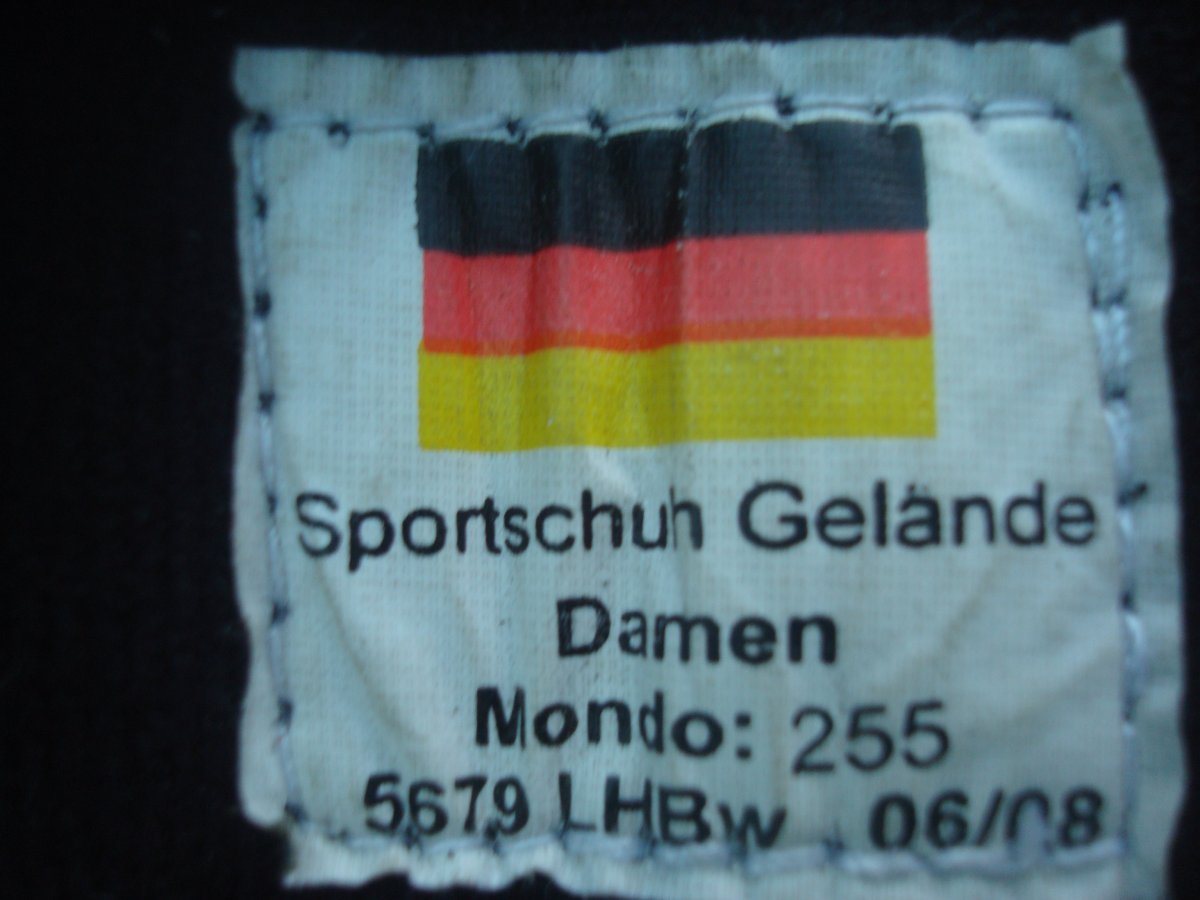 Sportschuh Gelände
Damen
Mondo: 255
5679 LHBw 06/08